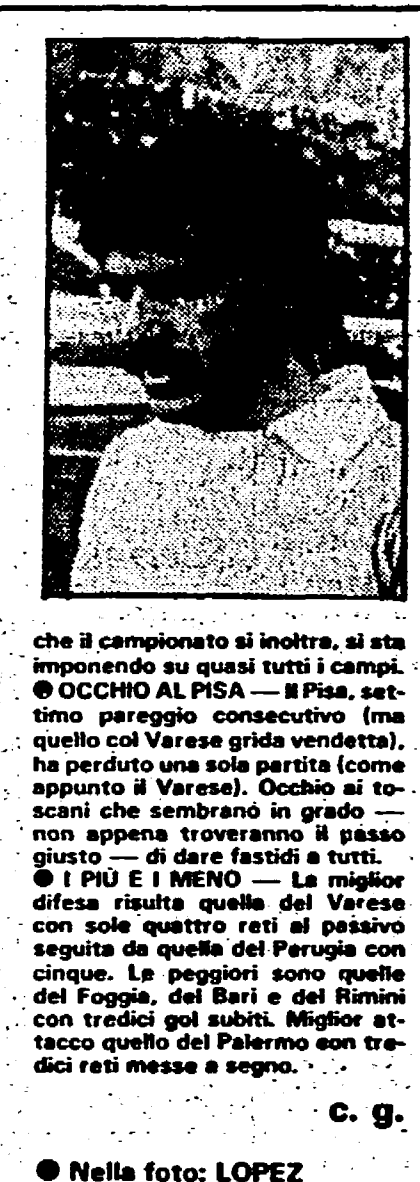 che il campionato si inoltra, si sta
imponendo su quasi tutti i campi.
● OCCHIO AL PISA — Il Pisa, set-
timo pareggio consecutivo (ma
quello col Varese grida vendetta),
ha perduto una sola partita (come
appunto il Varese). Occhio ai to-
scani che sembrano in grado —
non appena troveranno il passo
giusto — di dare fastidi a tutti.
● I PIÙ E I MENO — La miglior
difesa risulta quella del Varese
con sole quattro reti al passivo
seguita da quella del Perugia con
cinque. Le peggiori sono quelle
del Foggia, del Bari e del Rimini
con tredici gol subiti. Miglior at-
tacco quello del Palermo con tre-
dici reti messe a segno.
c. g.
● Nella foto: LOPEZ